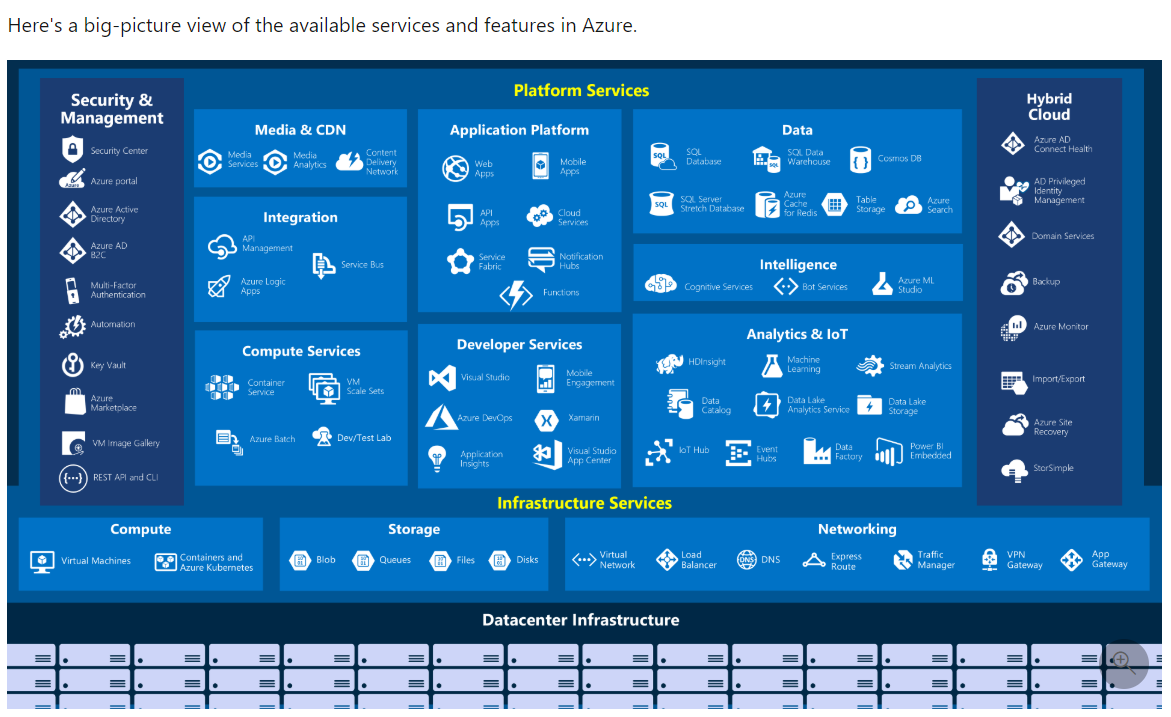 Here's a big-picture view of the available services and features in Azure.
Security &
Management
Security Center
Azure
Azure portal
Azure Active
Directory
Azure AD
B2C
Multi-Factor
Authentication
Automation
Key Vault
Azure
Marketplace
VM Image Gallery
{···}
REST API and CLI
Platform Services
Media & CDN
Media
Services
Media
Analytics
Content
Delivery
Network
Integration
API
Management
Service Bus
Azure Logic
Apps
Compute Services
Container
Service
VM
Scale Sets
Azure Batch
Dev/Test Lab
Application Platform
Web
Apps
Mobile
Apps
API
Apps
Cloud
Services
Service
Fabric
Notification
Hubs
Functions
Developer Services
Visual Studio
Mobile
Engagement
Azure DevOps
Xamarin
Application
Insights
Visual Studio
App Center
Data
SQL
SQL
Database
SQL
SQL Data
Warehouse
Cosmos DB
SQL
SQL Server
Stretch Database
Azure
Cache
for Redis
Table
Storage
Azure
Search
Intelligence
Cognitive Services
Bot Services
Azure ML
Studio
Analytics & IoT
HDInsight
Machine
Learning
Stream Analytics
Data
Catalog
Data Lake
Analytics Service
Data Lake
Storage
IoT Hub
Event
Hubs
Data
Factory
Power BI
Embedded
Hybrid
Cloud
Azure AD
Connect Health
AD Privileged
Identity
Management
Domain Services
Backup
Azure Monitor
Import/Export
Azure Site
Recovery
StorSimple
Infrastructure Services
Compute
Virtual Machines
Containers and
Azure Kubernetes
Storage
Blob
Queues
Files
Disks
Networking
Virtual
Network
Load
Balancer
DNS
DNS
Express
Route
Traffic
Manager
VPN
Gateway
App
Gateway
Datacenter Infrastructure